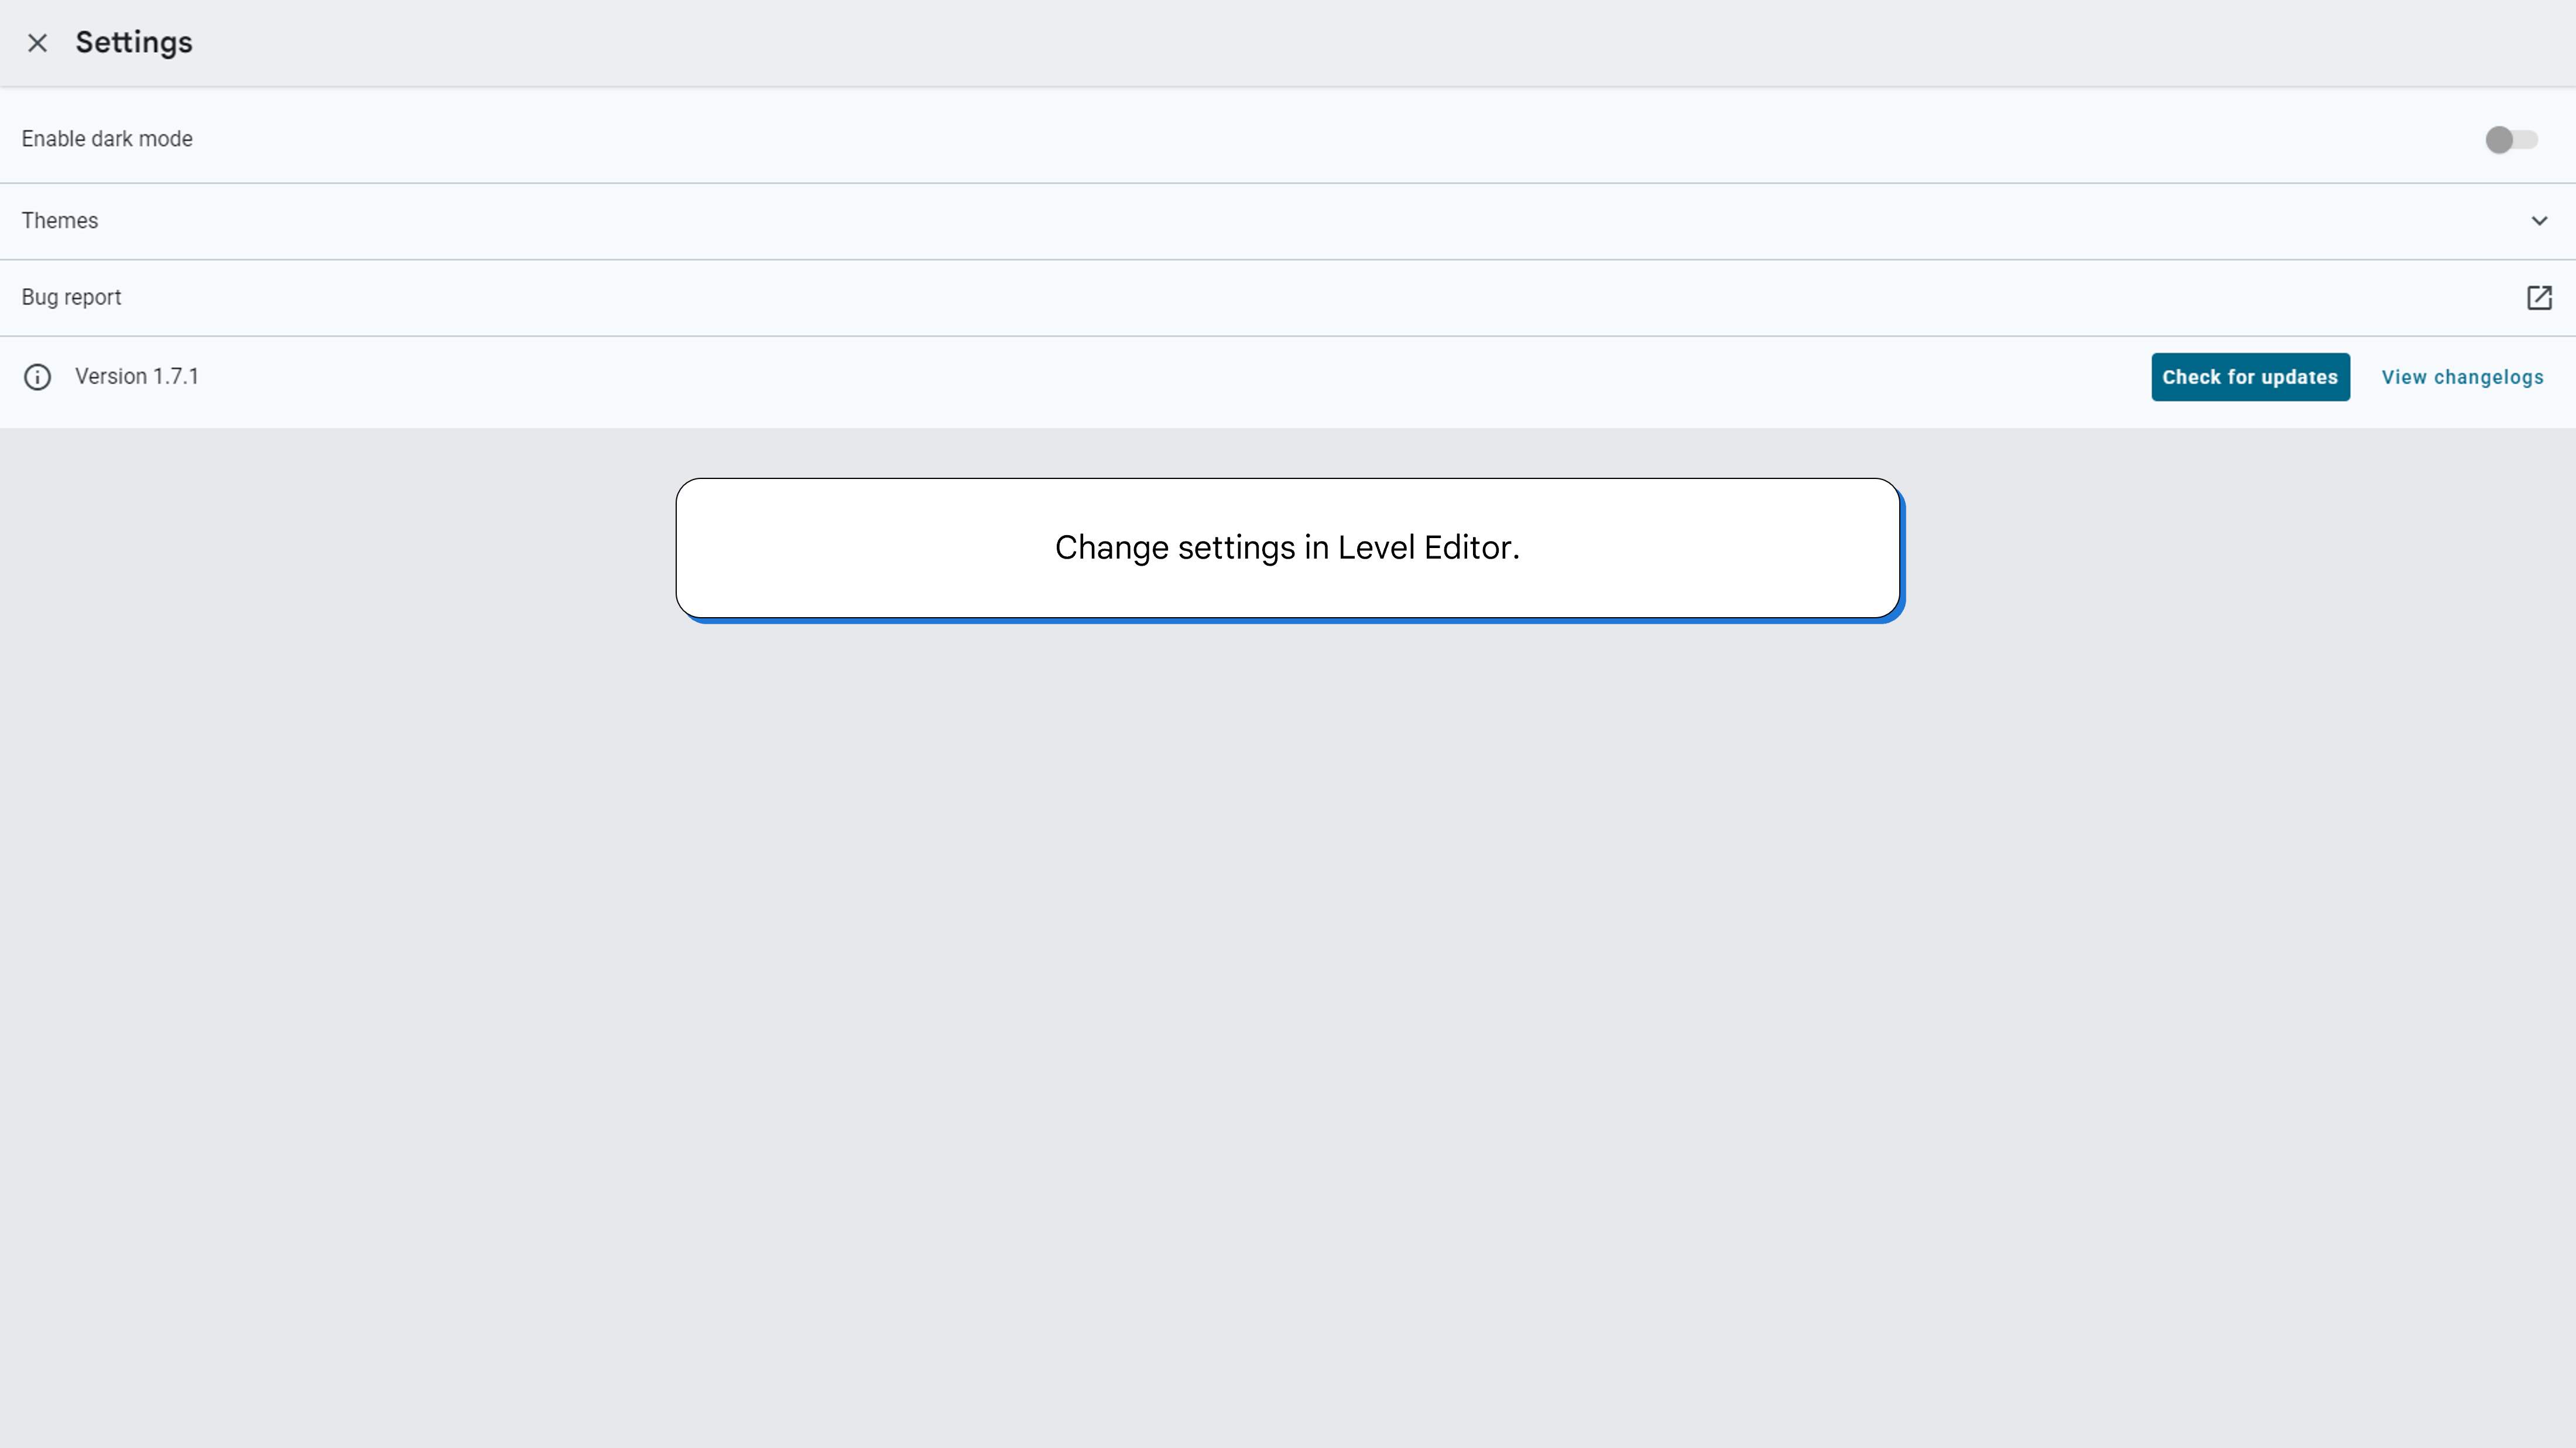 Settings
Enable dark mode
Themes
Bug report
Version 1.7.1
Check for updates
View changelogs
Change settings in Level Editor.